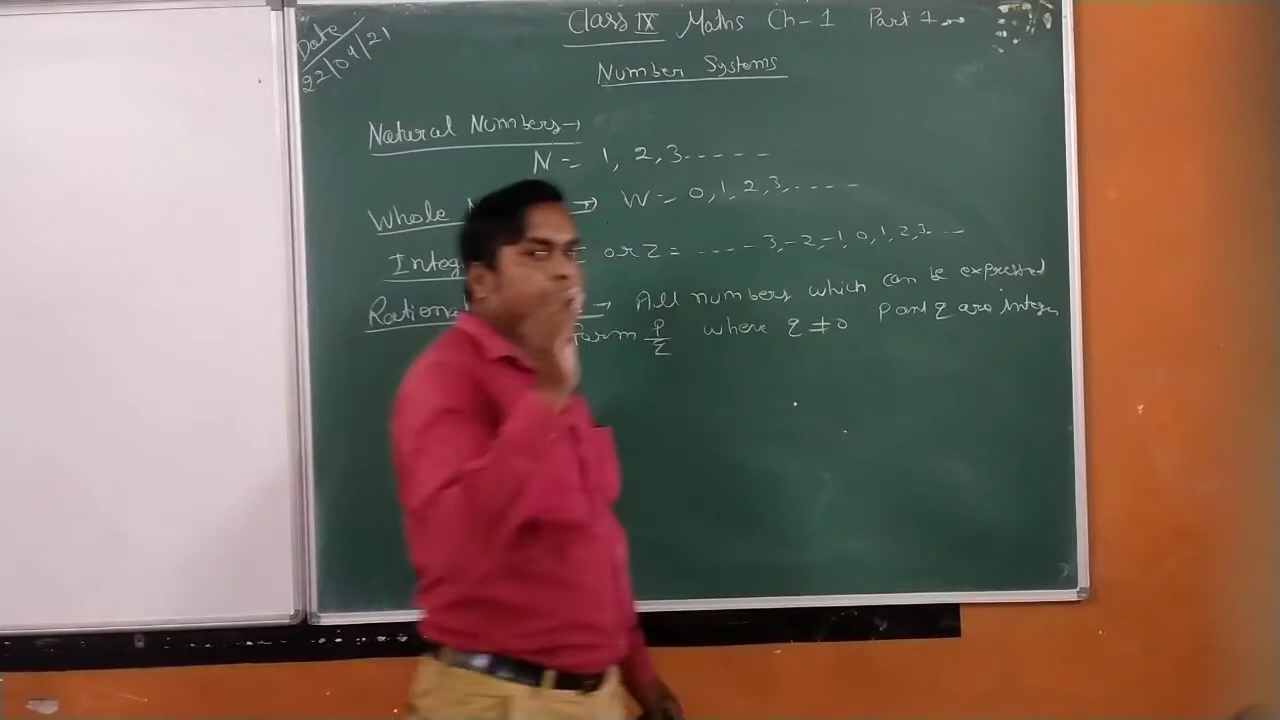 Date
22/04/21
Class IX Maths Ch-1 Part 1
Number Systems
Natural Numbers→
N = 1, 2, 3-----
Whole → W = 0, 1, 2, 3, ----
or Z = -----3, -2, -1, 0, 1, 2, 3---
→ All numbers which can be expressed
form p/q where q ≠ 0 p and q are integer